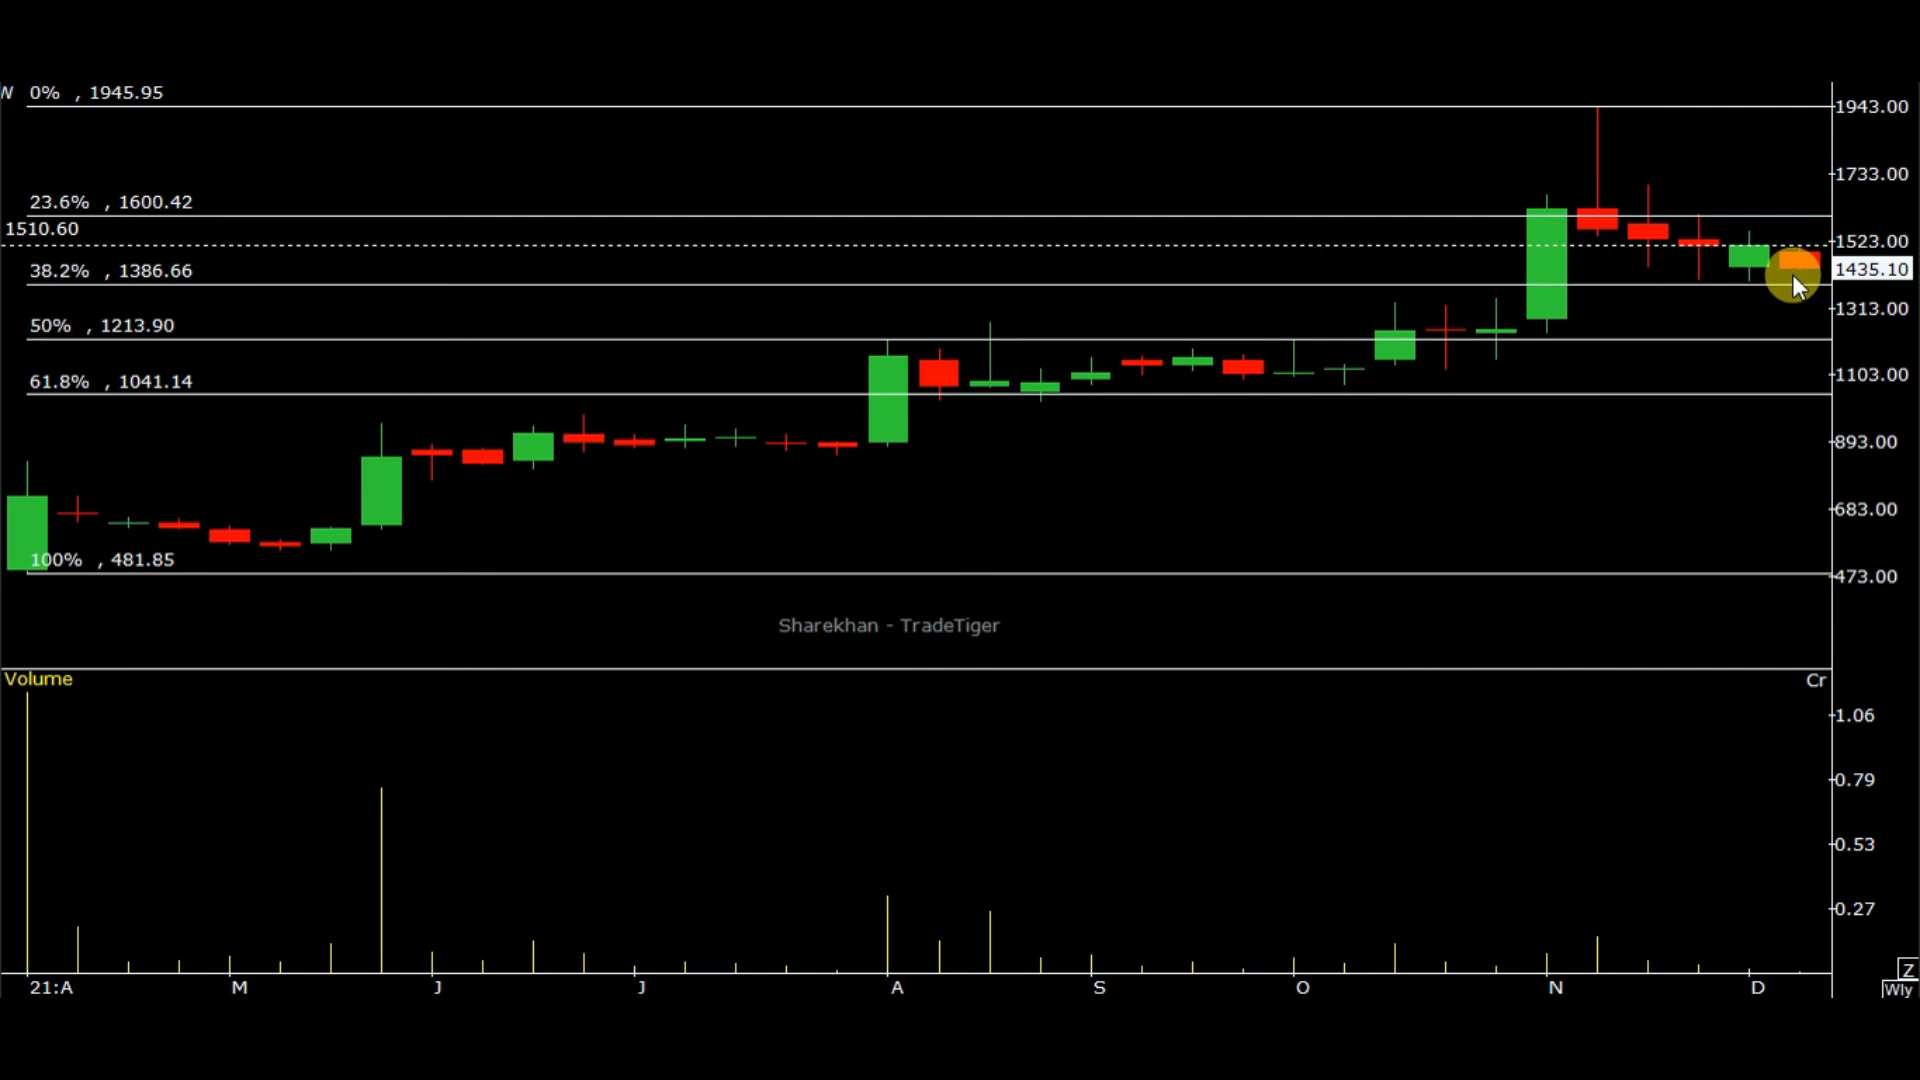 W 0% , 1945.95
23.6% , 1600.42
1510.60
38.2% , 1386.66
50% , 1213.90
61.8% , 1041.14
100% , 481.85
1943.00
1733.00
1523.00
1435.10
1313.00
1103.00
893.00
683.00
473.00
Sharekhan - TradeTiger
Volume
Cr
1.06
0.79
0.53
0.27
21:A M J J A S O N D
Z
Wly